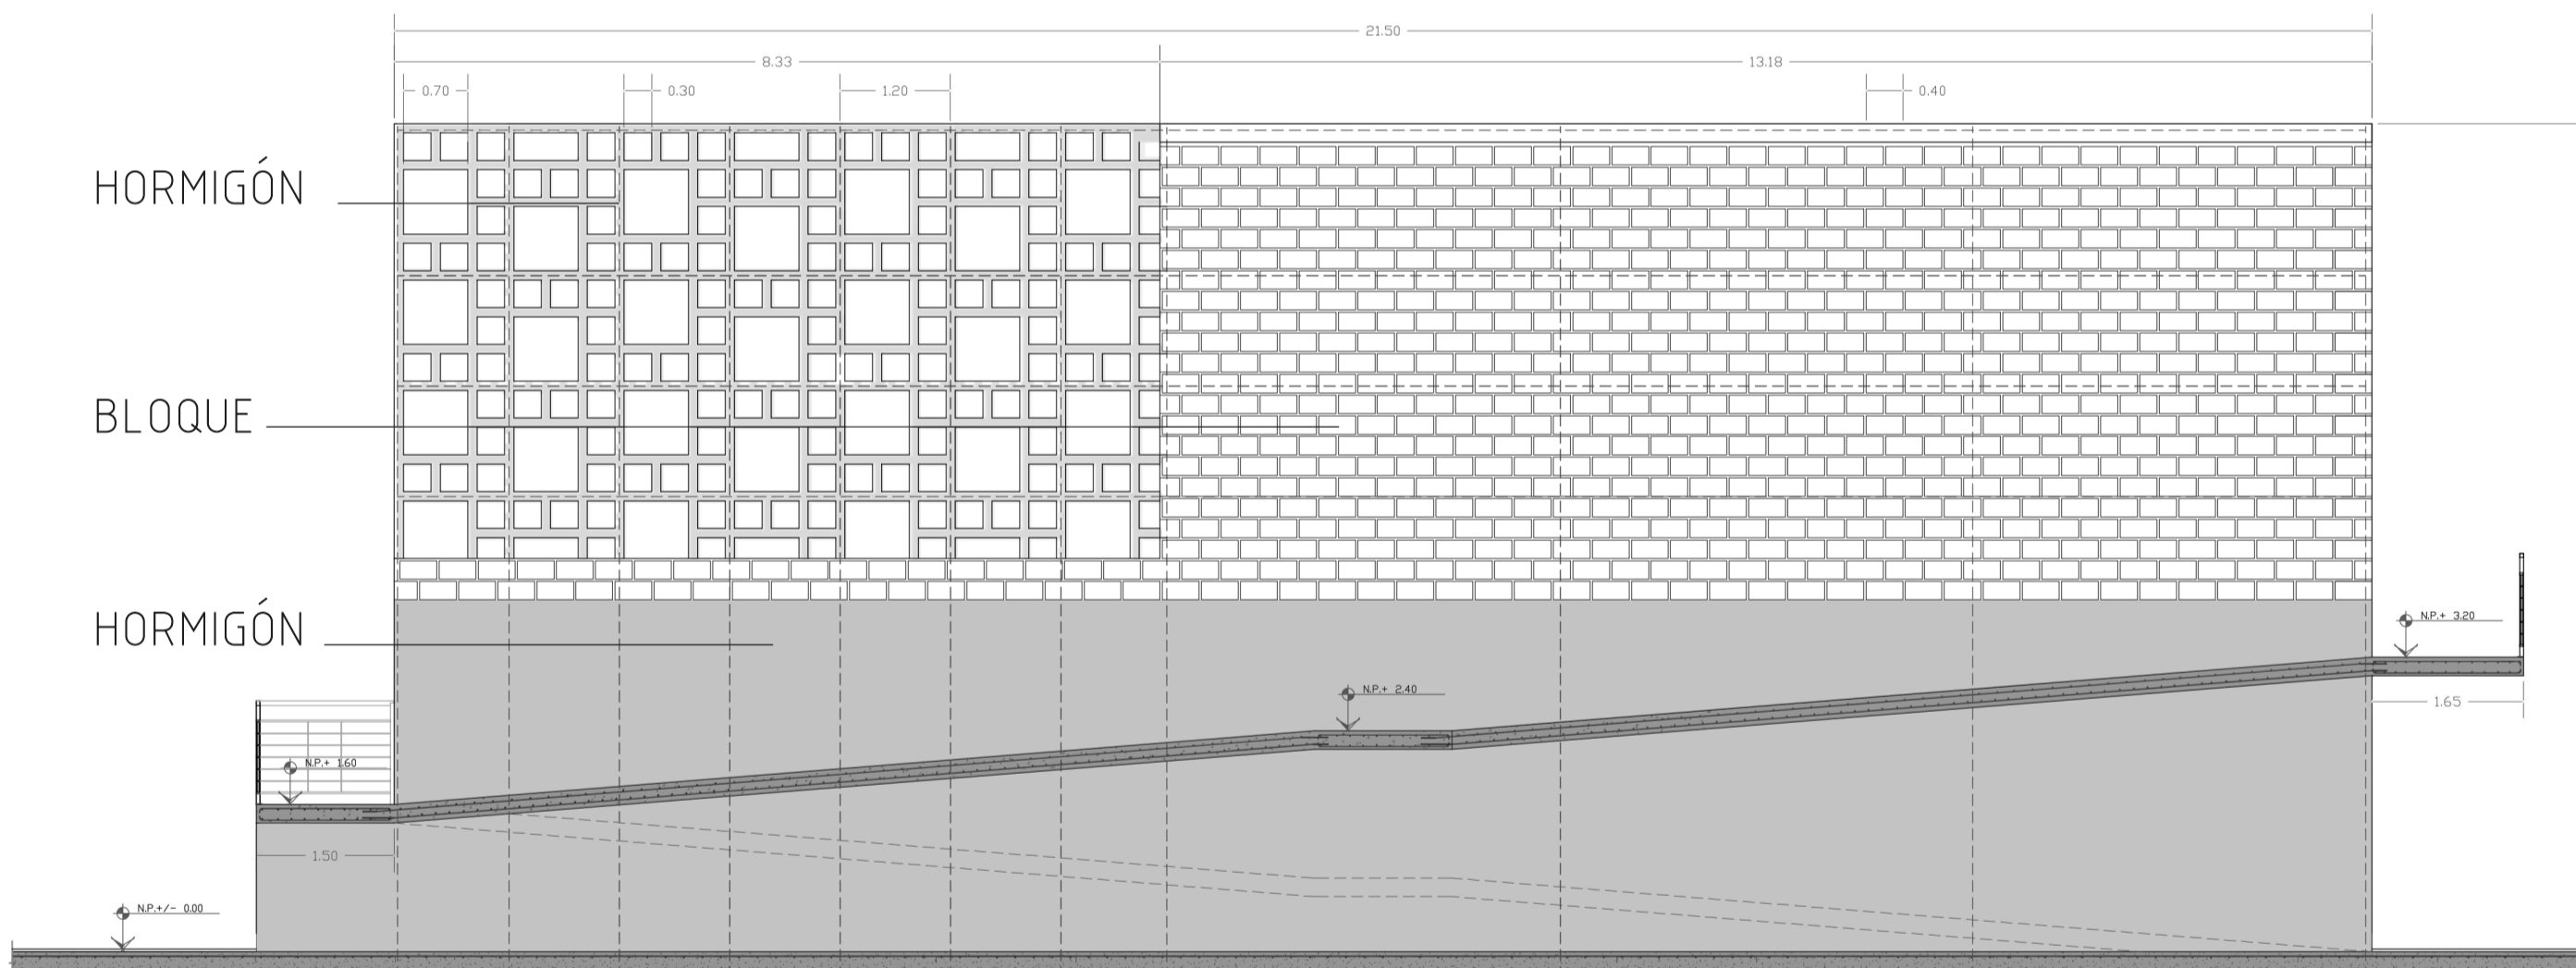 21.50
8.33
13.18
0.70
0.30
1.20
0.40
HORMIGÓN
BLOQUE
HORMIGÓN
N.P.+ 3.20
N.P.+ 2.40
1.65
N.P.+ 1.60
1.50
N.P.+/- 0.00